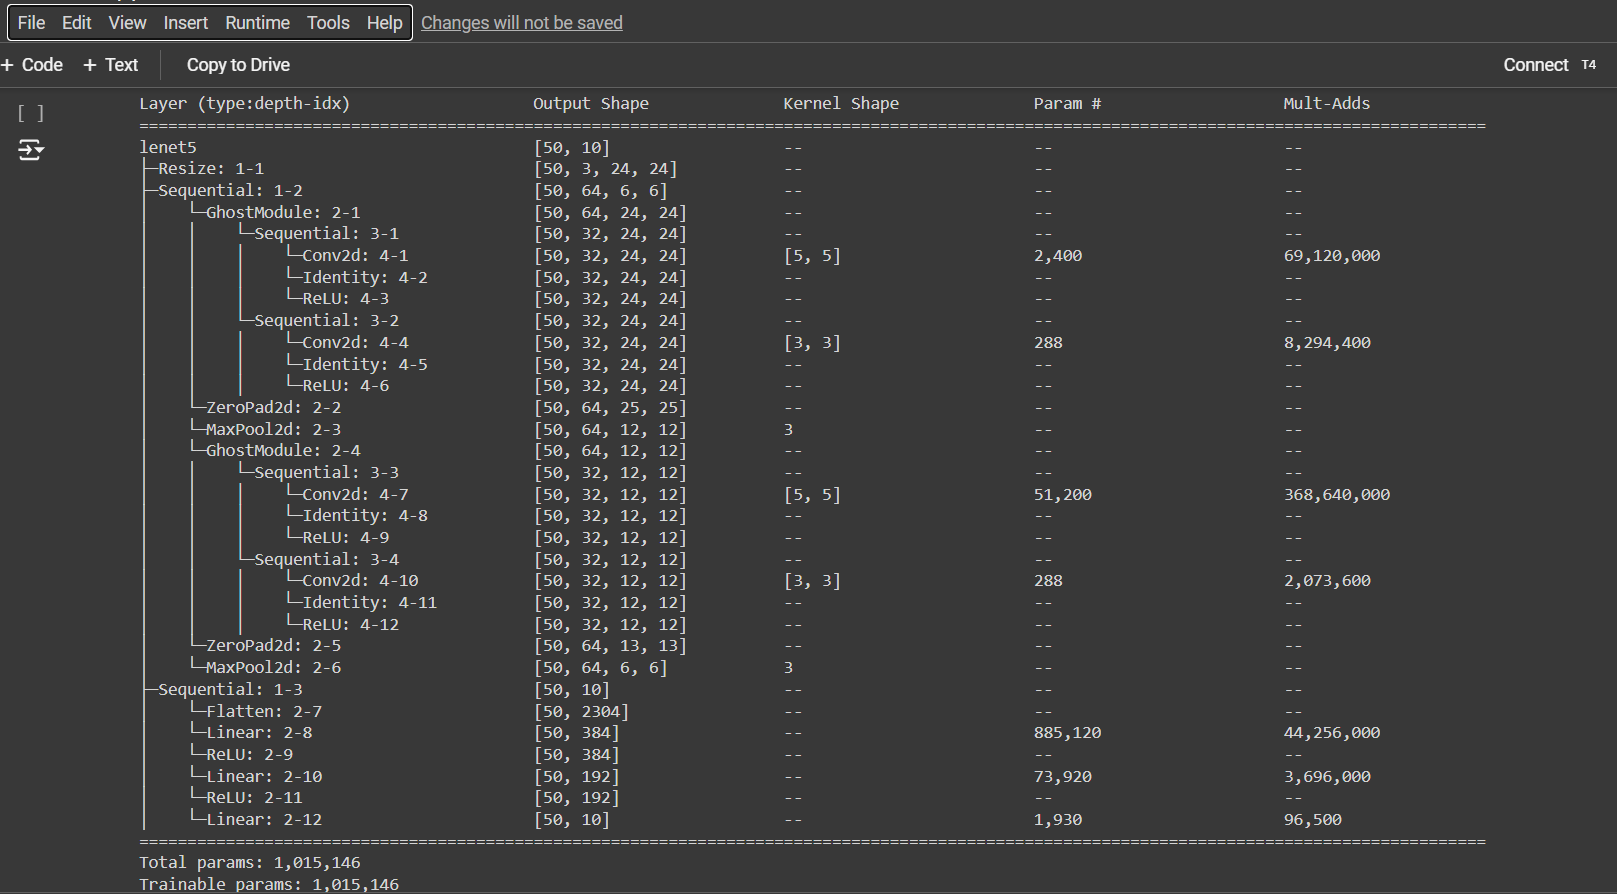 File Edit View Insert Runtime Tools Help Changes will not be saved
+ Code + Text Copy to Drive Connect T4
[ ] Layer (type:depth-idx) Output Shape Kernel Shape Param # Mult-Adds
============================================================================================================================================
lenet5 [50, 10] -- -- --
├─Resize: 1-1 [50, 3, 24, 24] -- -- --
├─Sequential: 1-2 [50, 64, 6, 6] -- -- --
│ └─GhostModule: 2-1 [50, 64, 24, 24] -- -- --
│ │ └─Sequential: 3-1 [50, 32, 24, 24] -- -- --
│ │ │ └─Conv2d: 4-1 [50, 32, 24, 24] [5, 5] 2,400 69,120,000
│ │ │ └─Identity: 4-2 [50, 32, 24, 24] -- -- --
│ │ │ └─ReLU: 4-3 [50, 32, 24, 24] -- -- --
│ │ └─Sequential: 3-2 [50, 32, 24, 24] -- -- --
│ │ │ └─Conv2d: 4-4 [50, 32, 24, 24] [3, 3] 288 8,294,400
│ │ │ └─Identity: 4-5 [50, 32, 24, 24] -- -- --
│ │ │ └─ReLU: 4-6 [50, 32, 24, 24] -- -- --
│ └─ZeroPad2d: 2-2 [50, 64, 25, 25] -- -- --
│ └─MaxPool2d: 2-3 [50, 64, 12, 12] 3 -- --
│ └─GhostModule: 2-4 [50, 64, 12, 12] -- -- --
│ │ └─Sequential: 3-3 [50, 32, 12, 12] -- -- --
│ │ │ └─Conv2d: 4-7 [50, 32, 12, 12] [5, 5] 51,200 368,640,000
│ │ │ └─Identity: 4-8 [50, 32, 12, 12] -- -- --
│ │ │ └─ReLU: 4-9 [50, 32, 12, 12] -- -- --
│ │ └─Sequential: 3-4 [50, 32, 12, 12] -- -- --
│ │ │ └─Conv2d: 4-10 [50, 32, 12, 12] [3, 3] 288 2,073,600
│ │ │ └─Identity: 4-11 [50, 32, 12, 12] -- -- --
│ │ │ └─ReLU: 4-12 [50, 32, 12, 12] -- -- --
│ └─ZeroPad2d: 2-5 [50, 64, 13, 13] -- -- --
│ └─MaxPool2d: 2-6 [50, 64, 6, 6] 3 -- --
├─Sequential: 1-3 [50, 10] -- -- --
│ └─Flatten: 2-7 [50, 2304] -- -- --
│ └─Linear: 2-8 [50, 384] -- 885,120 44,256,000
│ └─ReLU: 2-9 [50, 384] -- -- --
│ └─Linear: 2-10 [50, 192] -- 73,920 3,696,000
│ └─ReLU: 2-11 [50, 192] -- -- --
│ └─Linear: 2-12 [50, 10] -- 1,930 96,500
============================================================================================================================================
Total params: 1,015,146
Trainable params: 1,015,146